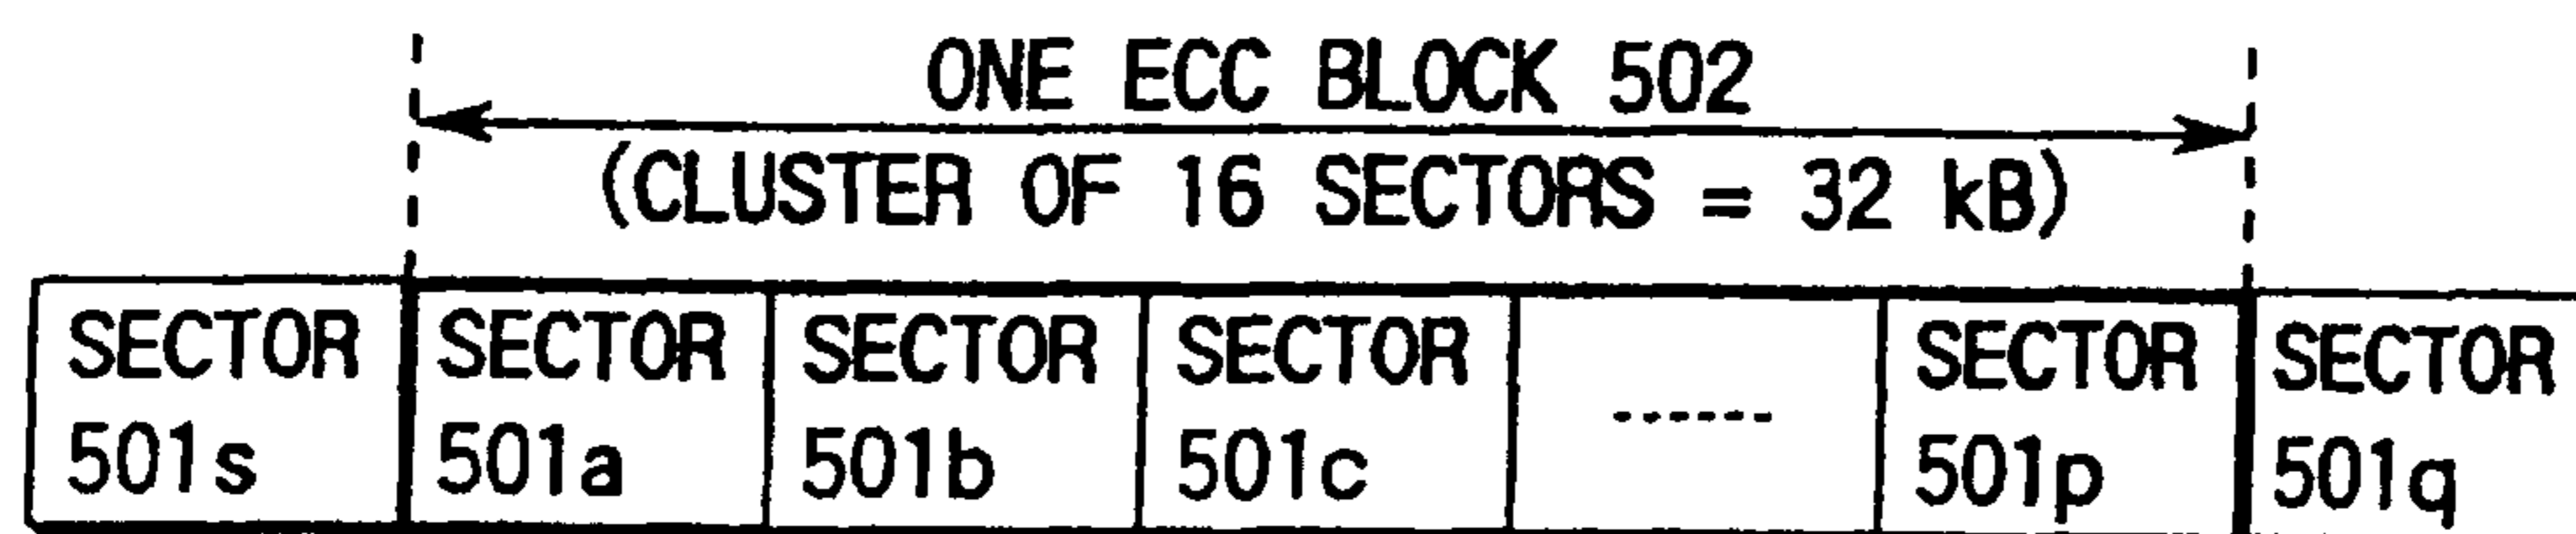 ONE ECC BLOCK 502
(CLUSTER OF 16 SECTORS = 32 kB)
SECTOR SECTOR SECTOR SECTOR SECTOR SECTOR
501s 501a 501b 501c ------ 501p 501q